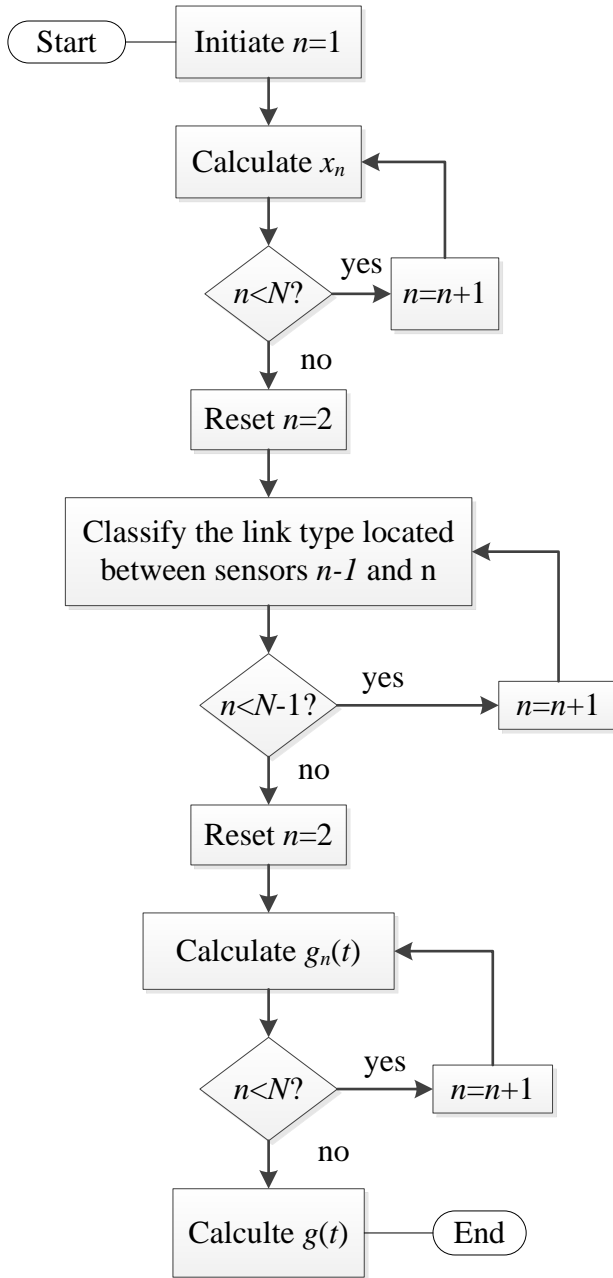 Start
Initiate n=1
Calculate xn
n<N?
yes
n=n+1
no
Reset n=2
Classify the link type located
between sensors n-1 and n
n<N-1?
yes
n=n+1
no
Reset n=2
Calculate gn(t)
n<N?
yes
n=n+1
no
Calculte g(t)
End